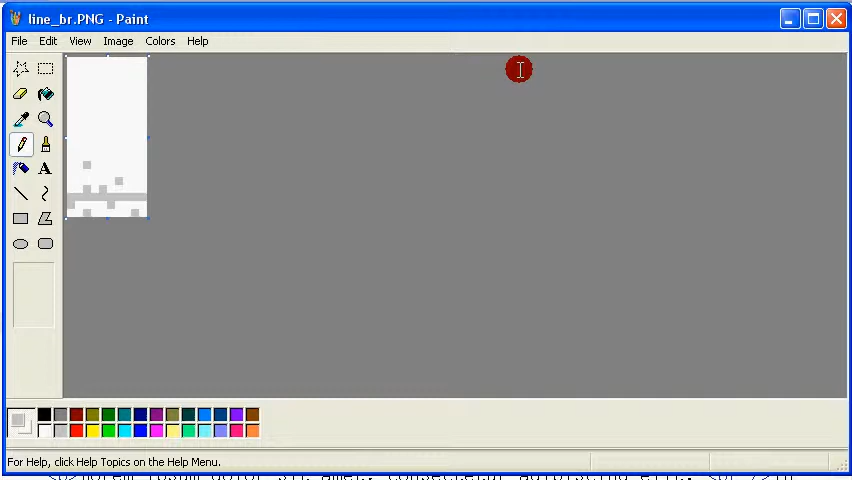 line_br.PNG - Paint
File Edit View Image Colors Help
A
For Help, click Help Topics on the Help Menu.